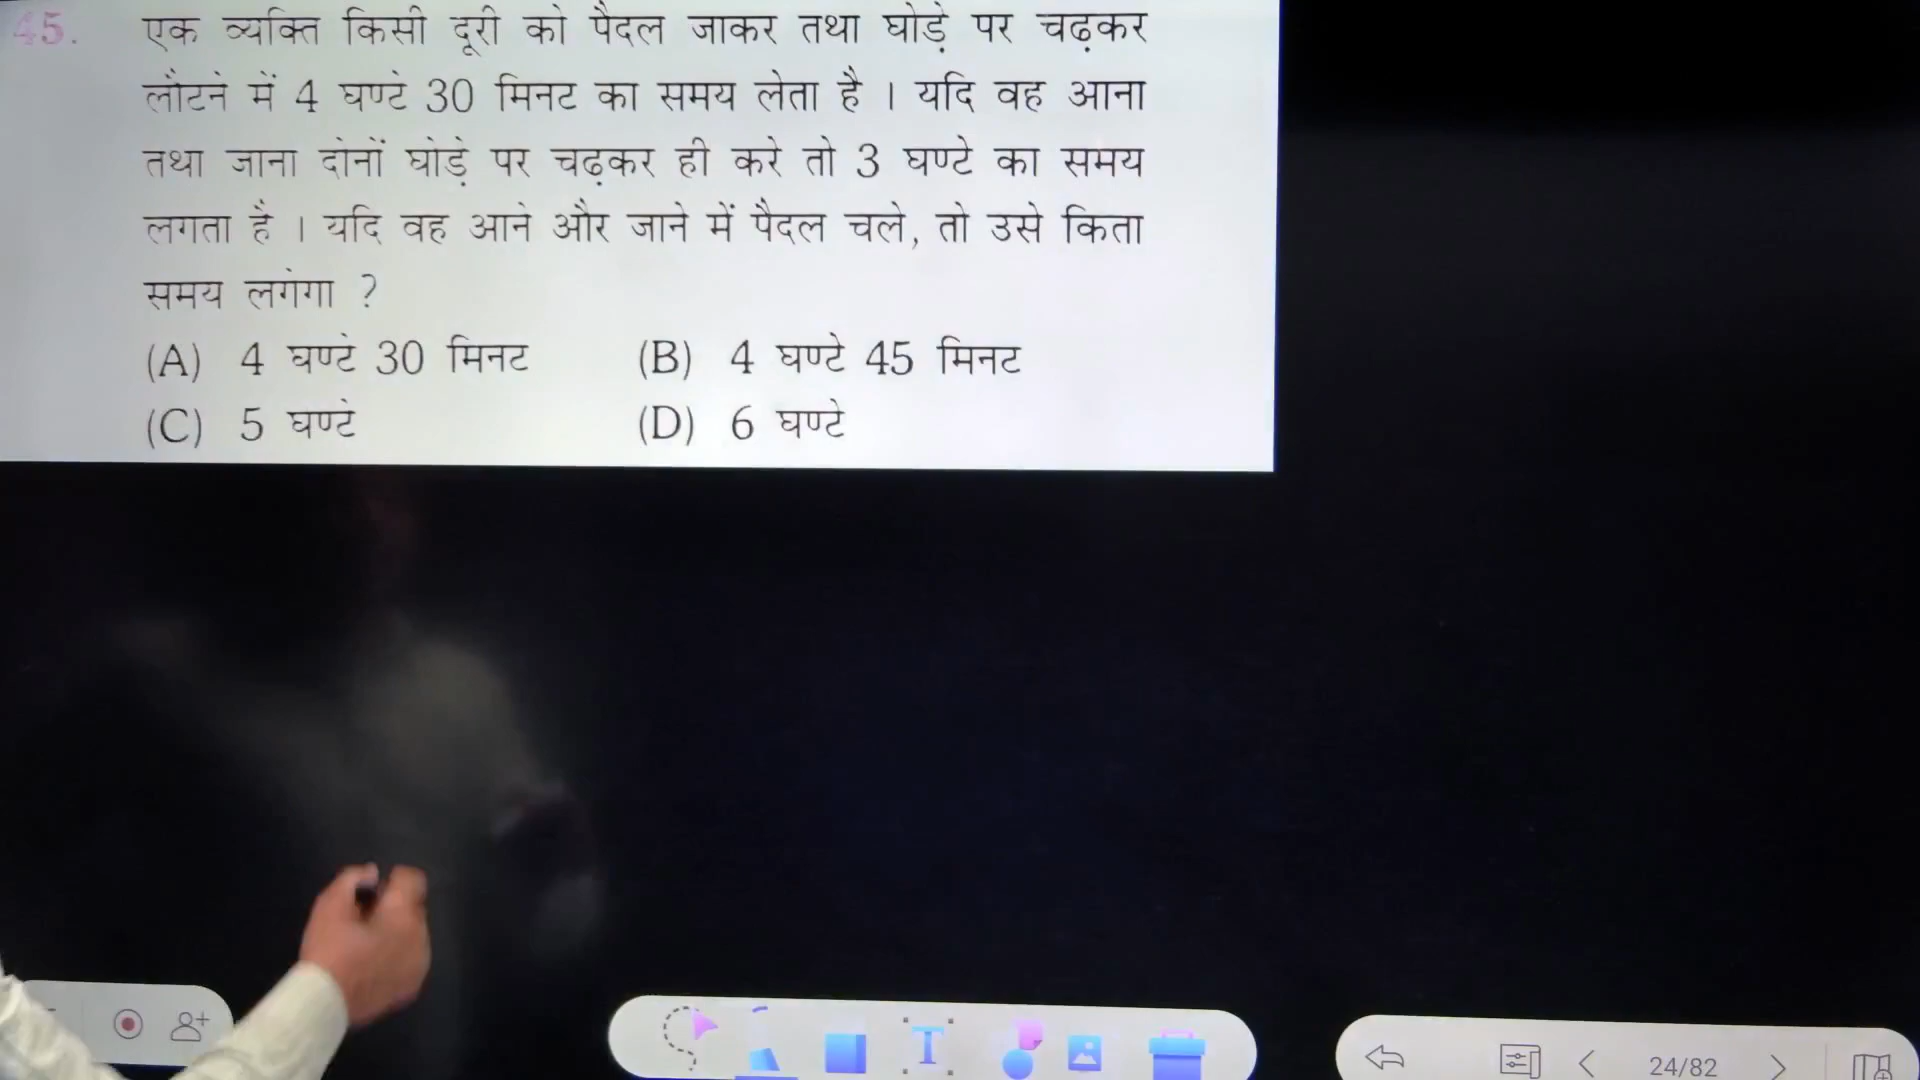 45. एक व्यक्ति किसी दूरी को पैदल जाकर तथा घोड़े पर चढ़कर
लौटने में 4 घण्टे 30 मिनट का समय लेता है । यदि वह आना
तथा जाना दोनों घोड़े पर चढ़कर ही करे तो 3 घण्टे का समय
लगता है । यदि वह आने और जाने में पैदल चले, तो उसे किता
समय लगेगा ?
(A) 4 घण्टे 30 मिनट (B) 4 घण्टे 45 मिनट
(C) 5 घण्टे (D) 6 घण्टे
T
24/82